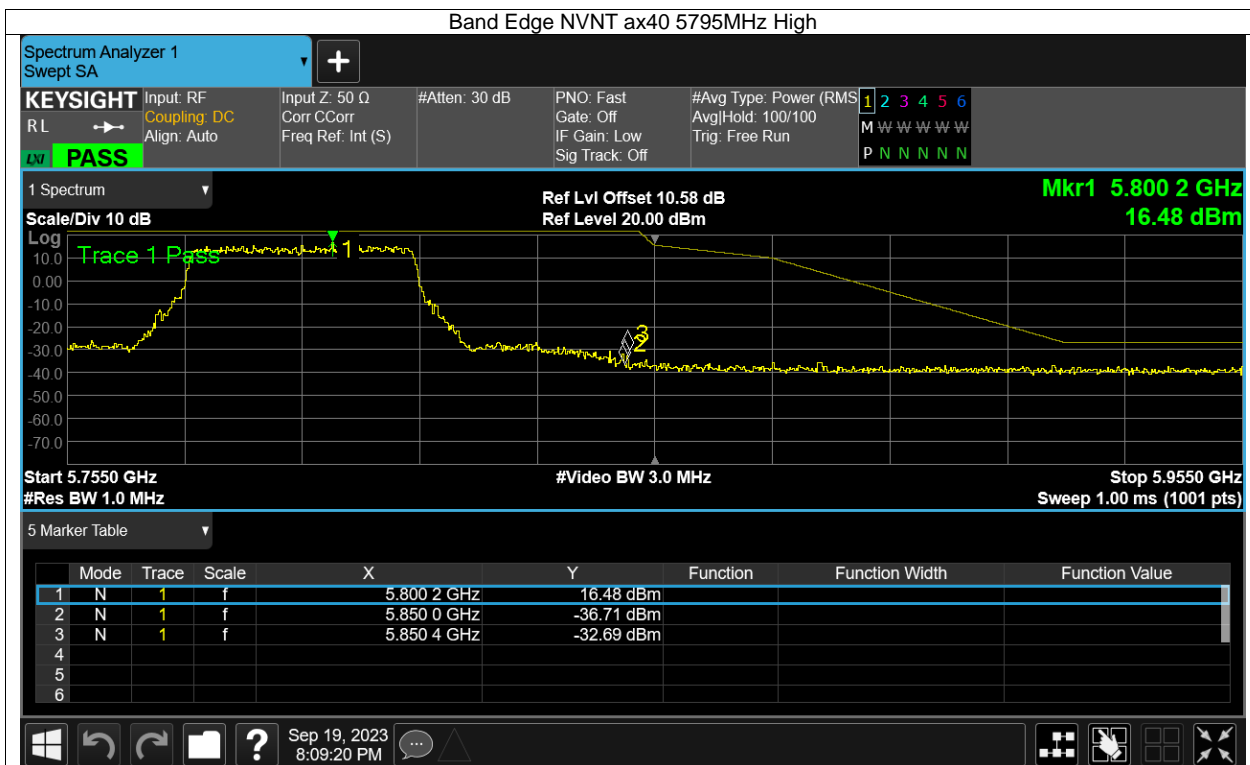 Band Edge NVNT ax40 5795MHz High
Spectrum Analyzer 1
Swept SA
KEYSIGHT
R L
LXI PASS
Input: RF
Coupling: DC
Align: Auto
Input Z: 50 Ω
Corr CCorr
Freq Ref: Int (S)
#Atten: 30 dB
PNO: Fast
Gate: Off
IF Gain: Low
Sig Track: Off
#Avg Type: Power (RMS
Avg|Hold: 100/100
Trig: Free Run
1 2 3 4 5 6
M W W W W W
P N N N N N
1 Spectrum
Scale/Div 10 dB
Ref Lvl Offset 10.58 dB
Ref Level 20.00 dBm
Mkr1 5.800 2 GHz
16.48 dBm
Log
Trace 1 Pass
1
3
2
10.0
0.00
-10.0
-20.0
-30.0
-40.0
-50.0
-60.0
-70.0
Start 5.7550 GHz
#Video BW 3.0 MHz
Stop 5.9550 GHz
#Res BW 1.0 MHz
Sweep 1.00 ms (1001 pts)
5 Marker Table
Mode Trace Scale X Y Function Function Width Function Value
1 N 1 f 5.800 2 GHz 16.48 dBm
2 N 1 f 5.850 0 GHz -36.71 dBm
3 N 1 f 5.850 4 GHz -32.69 dBm
4
5
6
?
Sep 19, 2023
8:09:20 PM